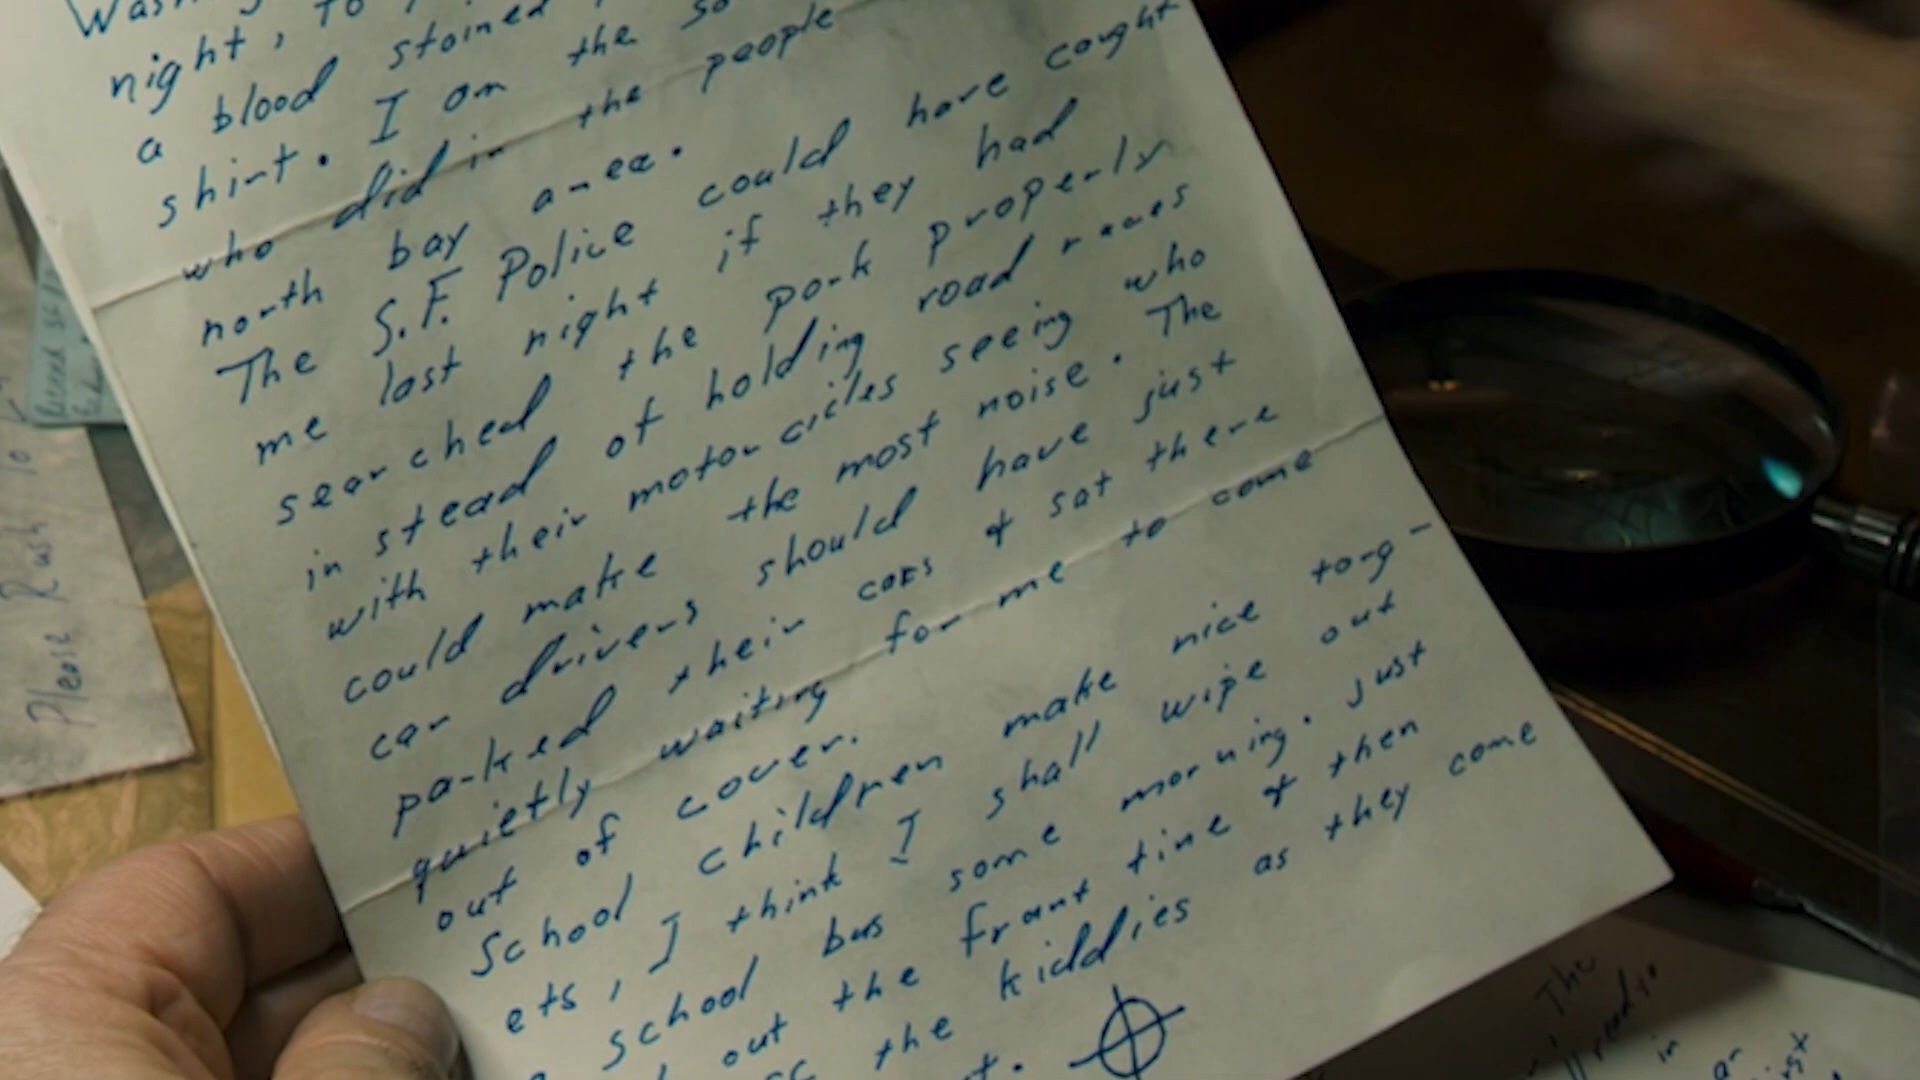 night, to
a blood stained
shirt. I am the
who did in the people
north bay area.
The S.F. Police could have caught
me last night if they had
searched the park properly
in stead of holding road races
with their motorcicles seeing who
could make the most noise. The
car drivers should have just
parked their cars & sat there
quietly waiting for me to come
out of cover.
School children make nice targ-
ets, I think I shall wipe out
a school bus some morning. just
out the frunt tire & then
the kiddies as they come
Please Rush to
The
in